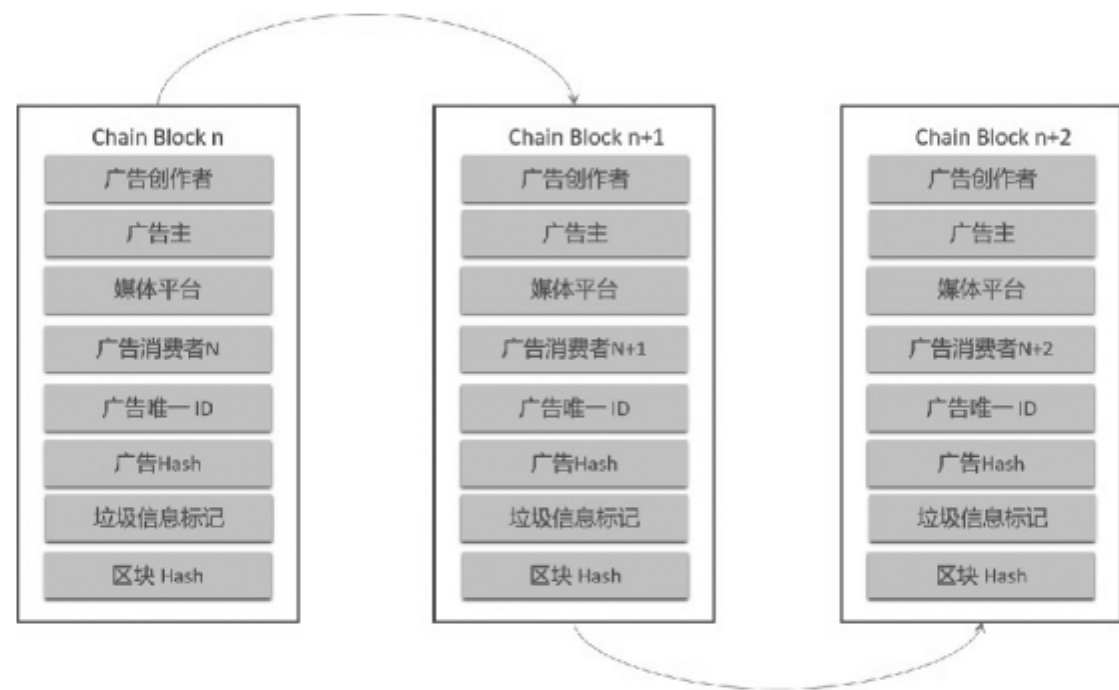 Chain Block n
广告创作者
广告主
媒体平台
广告消费者N
广告唯一 ID
广告Hash
垃圾信息标记
区块 Hash
Chain Block n+1
广告创作者
广告主
媒体平台
广告消费者N+1
广告唯一 ID
广告Hash
垃圾信息标记
区块 Hash
Chain Block n+2
广告创作者
广告主
媒体平台
广告消费者N+2
广告唯一 ID
广告Hash
垃圾信息标记
区块 Hash